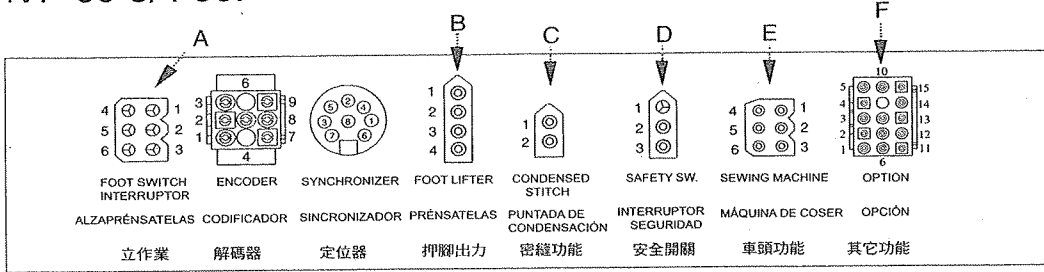 A B C D E F
6 10
3 9 5 15
4 1 2 8 5 2 4 1 1 4 1 4 14
5 2 1 7 3 8 1 2 1 2 5 2 3 13
6 3 4 7 6 3 2 3 6 3 2 12
4 1 11
6
FOOT SWITCH ENCODER SYNCHRONIZER FOOT LIFTER CONDENSED SAFETY SW. SEWING MACHINE OPTION
INTERRUPTOR STITCH
ALZAPRÉNSATELAS CODIFICADOR SINCRONIZADOR PRÉNSATELAS PUNTADA DE INTERRUPTOR MÁQUINA DE COSER OPCIÓN
CONDENSACIÓN SEGURIDAD
立作業 解碼器 定位器 押腳出力 密縫功能 安全開關 車頭功能 其它功能